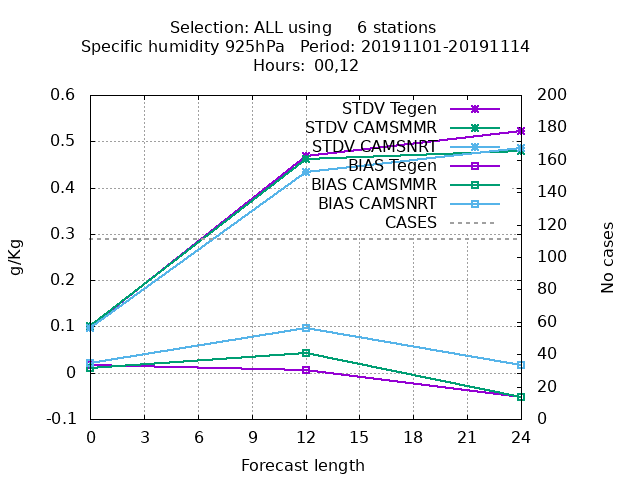 Selection: ALL using     6 stations
Specific humidity 925hPa   Period: 20191101-20191114
Hours: 00,12
STDV Tegen
STDV CAMSMMR
STDV CAMSNRT
BIAS Tegen
BIAS CAMSMMR
BIAS CAMSNRT
CASES
g/Kg
0.6
0.5
0.4
0.3
0.2
0.1
0
-0.1
200
180
160
140
120
100
80
60
40
20
0
No cases
0 3 6 9 12 15 18 21 24
Forecast length